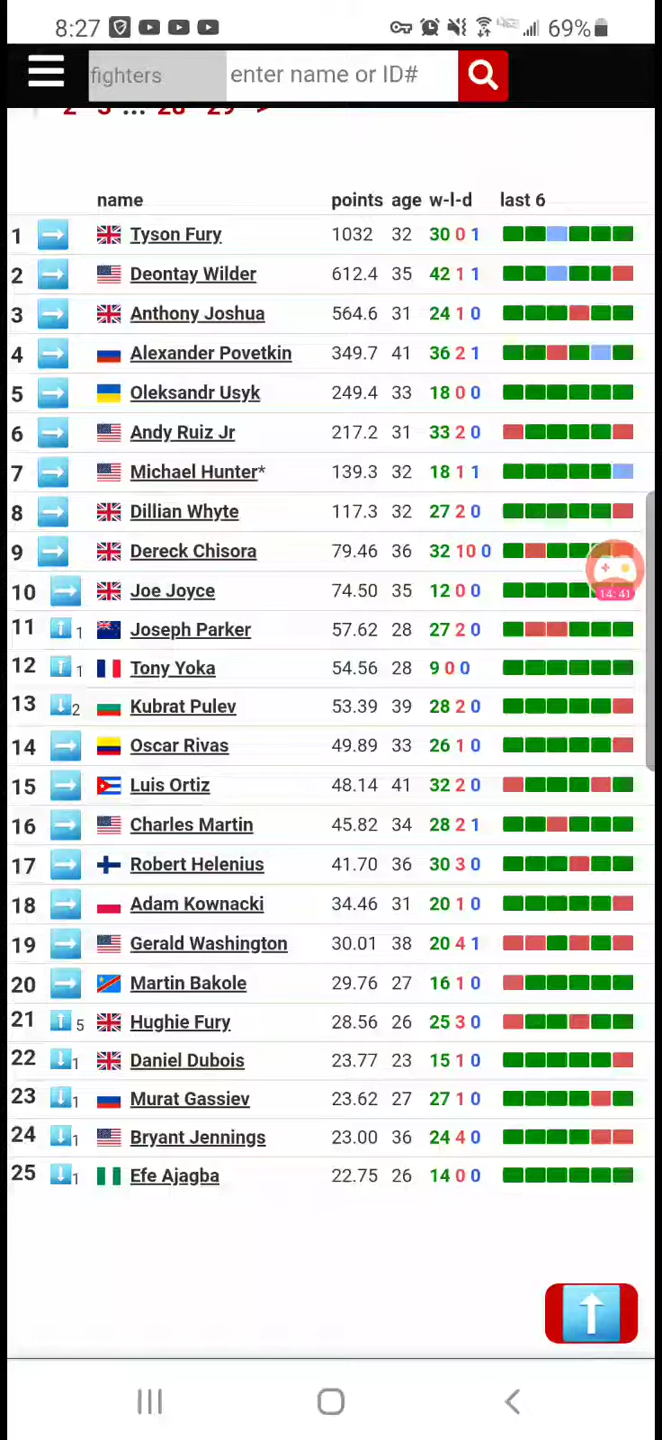 8:27 69%
fighters enter name or ID#
2 3 ... 28 29 >
name points age w-l-d last 6
1 Tyson Fury 1032 32 30 0 1
2 Deontay Wilder 612.4 35 42 1 1
3 Anthony Joshua 564.6 31 24 1 0
4 Alexander Povetkin 349.7 41 36 2 1
5 Oleksandr Usyk 249.4 33 18 0 0
6 Andy Ruiz Jr 217.2 31 33 2 0
7 Michael Hunter* 139.3 32 18 1 1
8 Dillian Whyte 117.3 32 27 2 0
9 Dereck Chisora 79.46 36 32 10 0
10 Joe Joyce 74.50 35 12 0 0
14:41
11 1 Joseph Parker 57.62 28 27 2 0
12 1 Tony Yoka 54.56 28 9 0 0
13 2 Kubrat Pulev 53.39 39 28 2 0
14 Oscar Rivas 49.89 33 26 1 0
15 Luis Ortiz 48.14 41 32 2 0
16 Charles Martin 45.82 34 28 2 1
17 Robert Helenius 41.70 36 30 3 0
18 Adam Kownacki 34.46 31 20 1 0
19 Gerald Washington 30.01 38 20 4 1
20 Martin Bakole 29.76 27 16 1 0
21 5 Hughie Fury 28.56 26 25 3 0
22 1 Daniel Dubois 23.77 23 15 1 0
23 1 Murat Gassiev 23.62 27 27 1 0
24 1 Bryant Jennings 23.00 36 24 4 0
25 1 Efe Ajagba 22.75 26 14 0 0